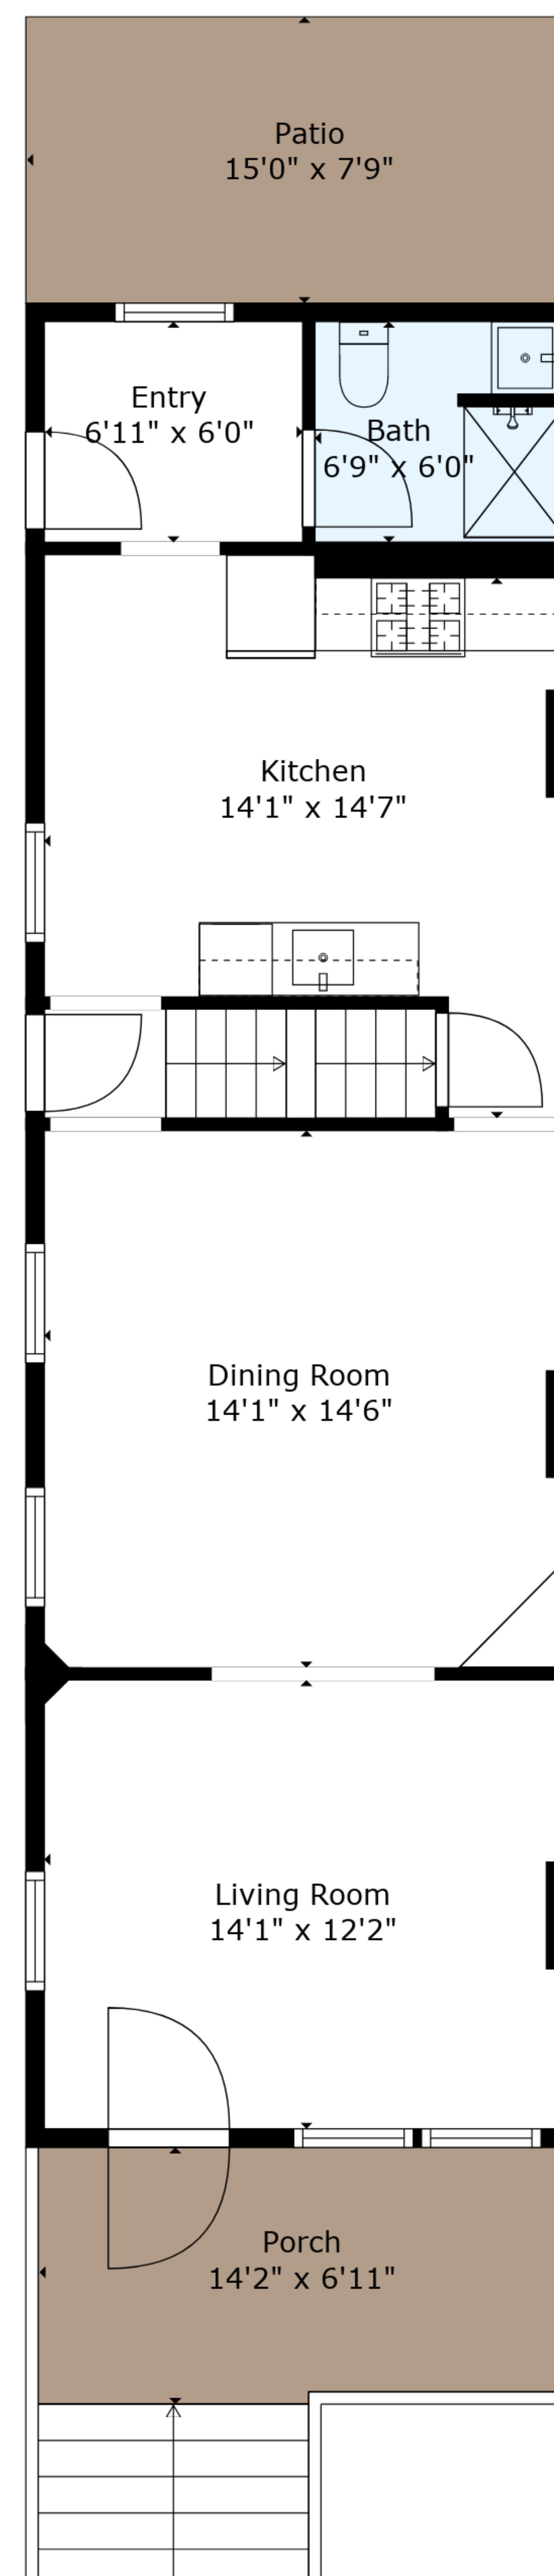 Patio
15'0" x 7'9"
Entry
6'11" x 6'0"
Bath
6'9" x 6'0"
Kitchen
14'1" x 14'7"
Dining Room
14'1" x 14'6"
Living Room
14'1" x 12'2"
Porch
14'2" x 6'11"